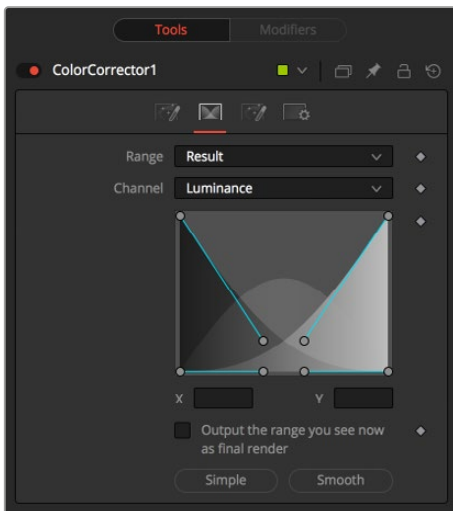 Tools Modifiers
ColorCorrector1
Range Result
Channel Luminance
X Y
Output the range you see now
as final render
Simple Smooth